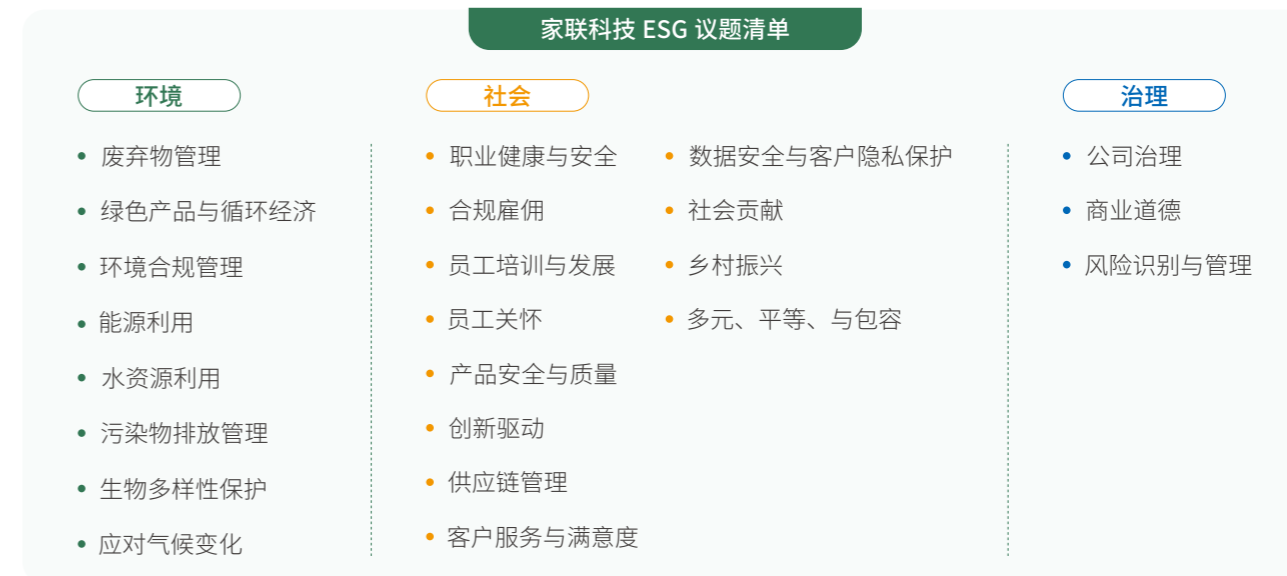 家联科技 ESG 议题清单
环境
废弃物管理
绿色产品与循环经济
环境合规管理
能源利用
水资源利用
污染物排放管理
生物多样性保护
应对气候变化
社会
职业健康与安全
合规雇佣
员工培训与发展
员工关怀
产品安全与质量
创新驱动
供应链管理
客户服务与满意度
数据安全与客户隐私保护
社会贡献
乡村振兴
多元、平等、与包容
治理
公司治理
商业道德
风险识别与管理